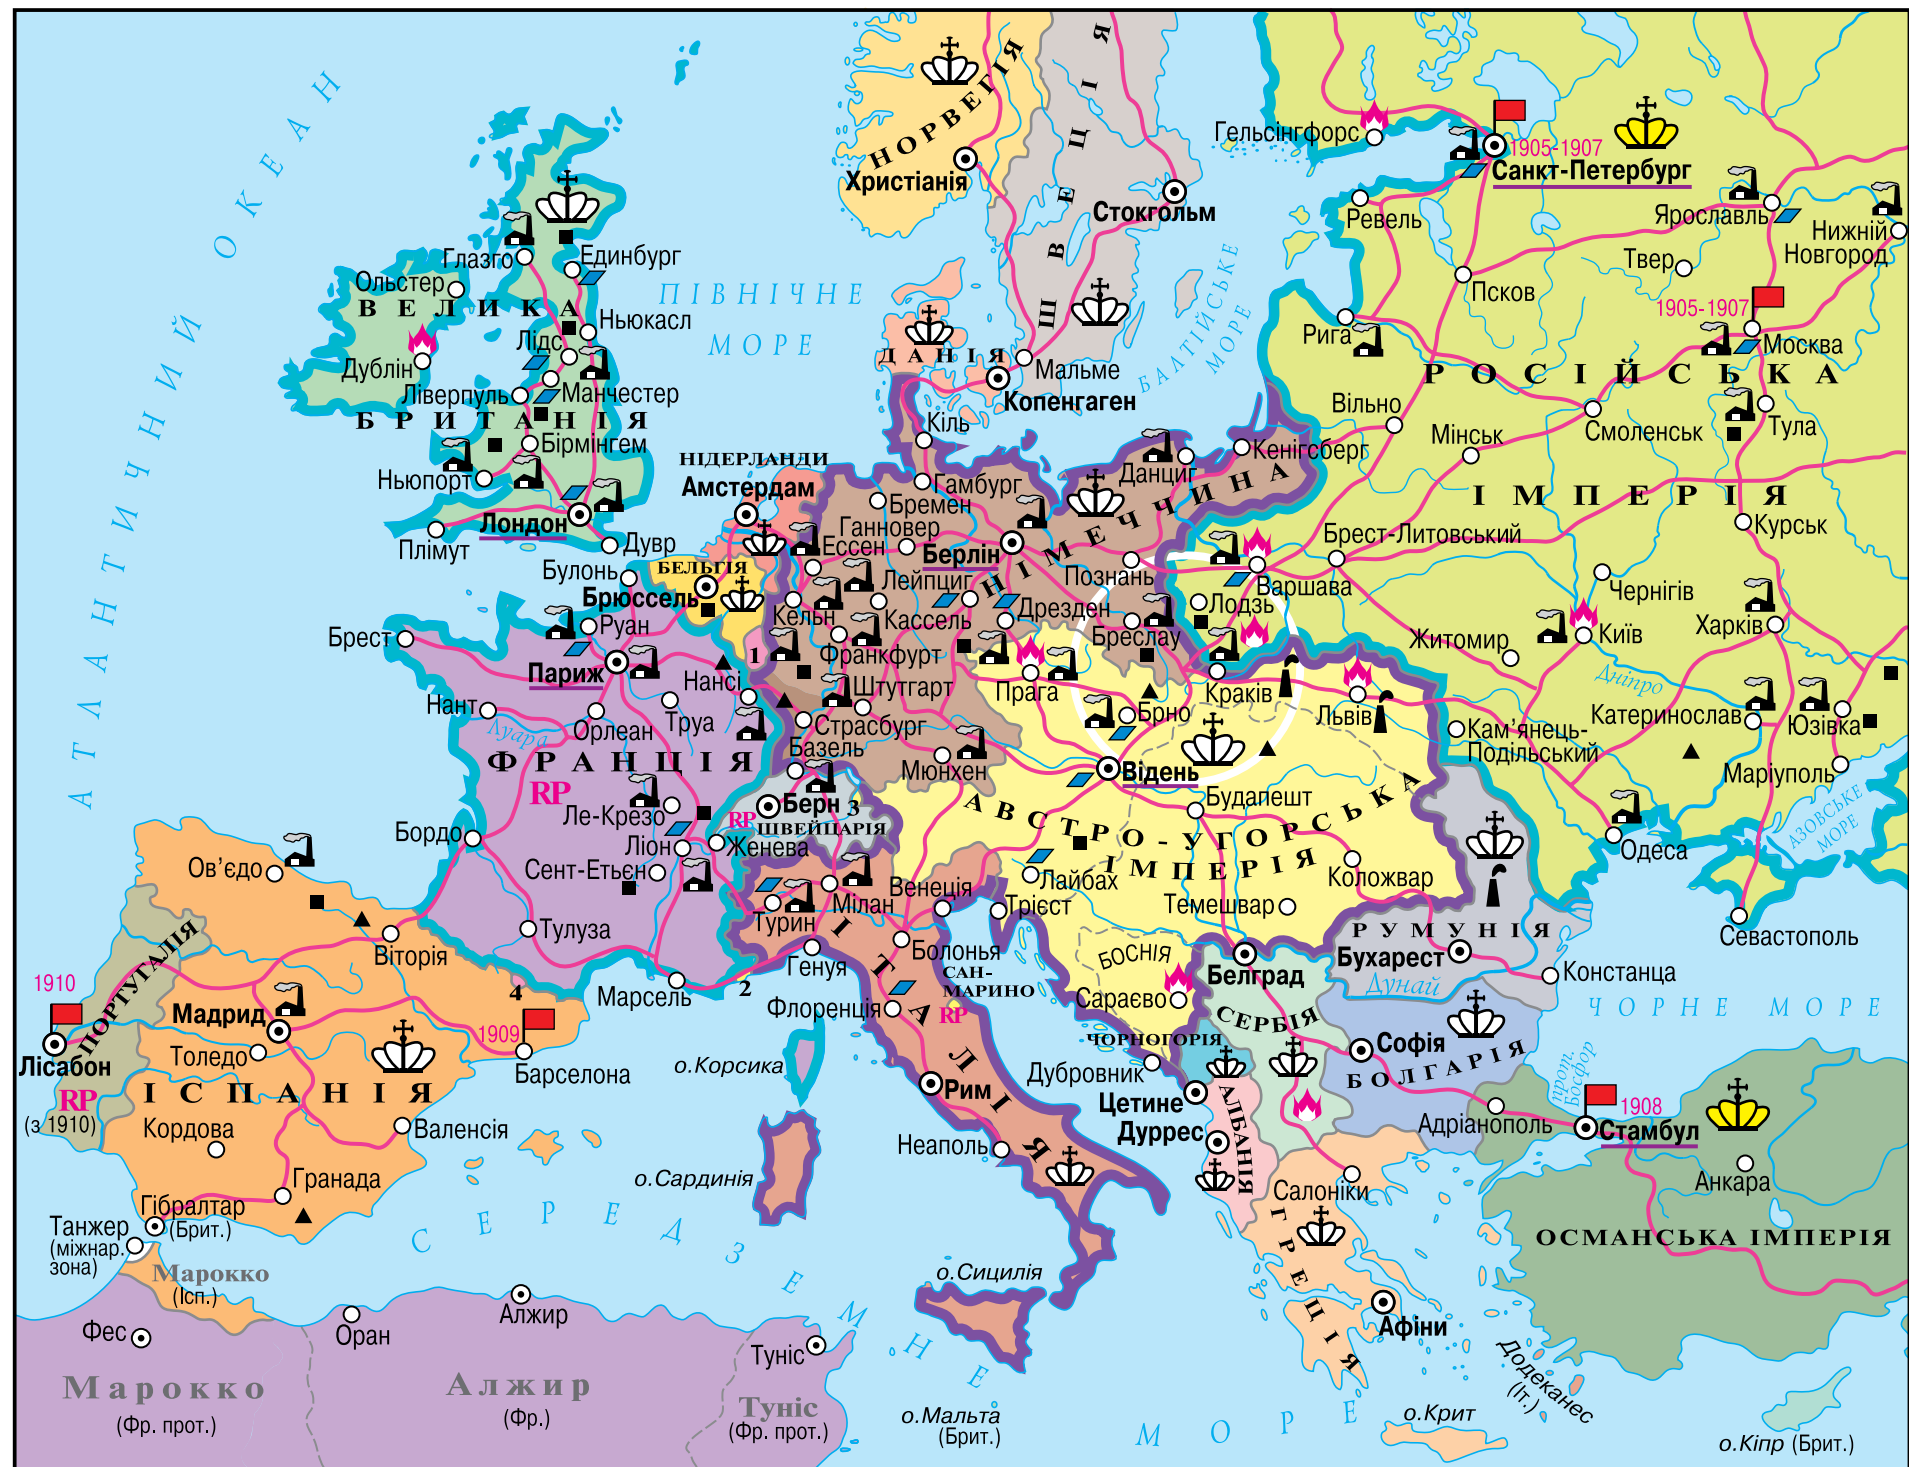 АТЛАНТИЧНИЙ ОКЕАН
НОРВЕГІЯ
Христіанія
ШВЕЦІЯ
Стокгольм
Гельсінгфорс
1905-1907
Санкт-Петербург
Ревель
Ярославль
Нижній
Новгород
Твер
Псков
1905-1907
Москва
Рига
РОСІЙСЬКА
ІМПЕРІЯ
Тула
Вільно
Смоленськ
Мінськ
Курськ
Брест-Литовський
Чернігів
Харків
Київ
Житомир
Дніпро
Катеринослав
Юзівка
Кам’янець-
Подільський
Маріуполь
Одеса
АЗОВСЬКЕ
МОРЕ
Севастополь
Варшава
Лодзь
БАЛТІЙСЬКЕ
МОРЕ
ПІВНІЧНЕ
МОРЕ
Глазго
Единбург
Ольстер
ВЕЛИКА
БРИТАНІЯ
Ньюкасл
Дублін
Лідс
Ліверпуль
Манчестер
Бірмінгем
Ньюпорт
Лондон
Плімут
Дувр
ДАНІЯ
Мальме
Копенгаген
НІДЕРЛАНДИ
Амстердам
БЕЛЬГІЯ
Брюссель
Булонь
Кіль
Гамбург
Бремен
Ганновер
Ессен
Берлін
НІМЕЧЧИНА
Данциг
Кенігсберг
Познань
Лейпциг
Дрезден
Бреслау
Кельн
Кассель
Франкфурт
Штутгарт
Страсбург
Мюнхен
1
Руан
Брест
Париж
Нансі
Нант
Луара
Орлеан
Труа
ФРАНЦІЯ
RP
Ле-Крезо
Ліон
Бордо
Сент-Етьєн
Тулуза
Марсель
2
Базель
Берн
3
RP
ШВЕЙЦАРІЯ
Женева
Прага
Брно
Краків
Львів
Відень
Будапешт
АВСТРО-УГОРСЬКА
ІМПЕРІЯ
Лайбах
Трієст
Коложвар
Темешвар
БОСНІЯ
Сараєво
Турин
Мілан
Венеція
Генуя
Болонья
САН-
МАРИНО
RP
Флоренція
ІТАЛІЯ
Рим
Неаполь
о.Корсика
о.Сардинія
о.Сицилія
о.Мальта
(Брит.)
РУМУНІЯ
Бухарест
Дунай
Констанца
Белград
СЕРБІЯ
ЧОРНОГОРІЯ
Дубровник
Цетине
Дуррес
АЛБАНІЯ
Софія
БОЛГАРІЯ
ЧОРНЕ МОРЕ
прот.
Босфор
Адріанополь
1908
Стамбул
Анкара
ОСМАНСЬКА ІМПЕРІЯ
Салоніки
ГРЕЦІЯ
Афіни
Додеканес
(Іт.)
о.Крит
о.Кіпр (Брит.)
Ов’єдо
ПОРТУГАЛІЯ
Віторія
4
1910
Лісабон
RP
(з 1910)
Мадрид
Толедо
1909
Барселона
ІСПАНІЯ
Кордова
Валенсія
Гранада
Гібралтар
(Брит.)
Танжер
(міжнар.
зона)
Марокко
(Ісп.)
СЕРЕДЗЕМНЕ
МОРЕ
Фес
Оран
Алжир
Туніс
Марокко
(Фр. прот.)
Алжир
(Фр.)
Туніс
(Фр. прот.)